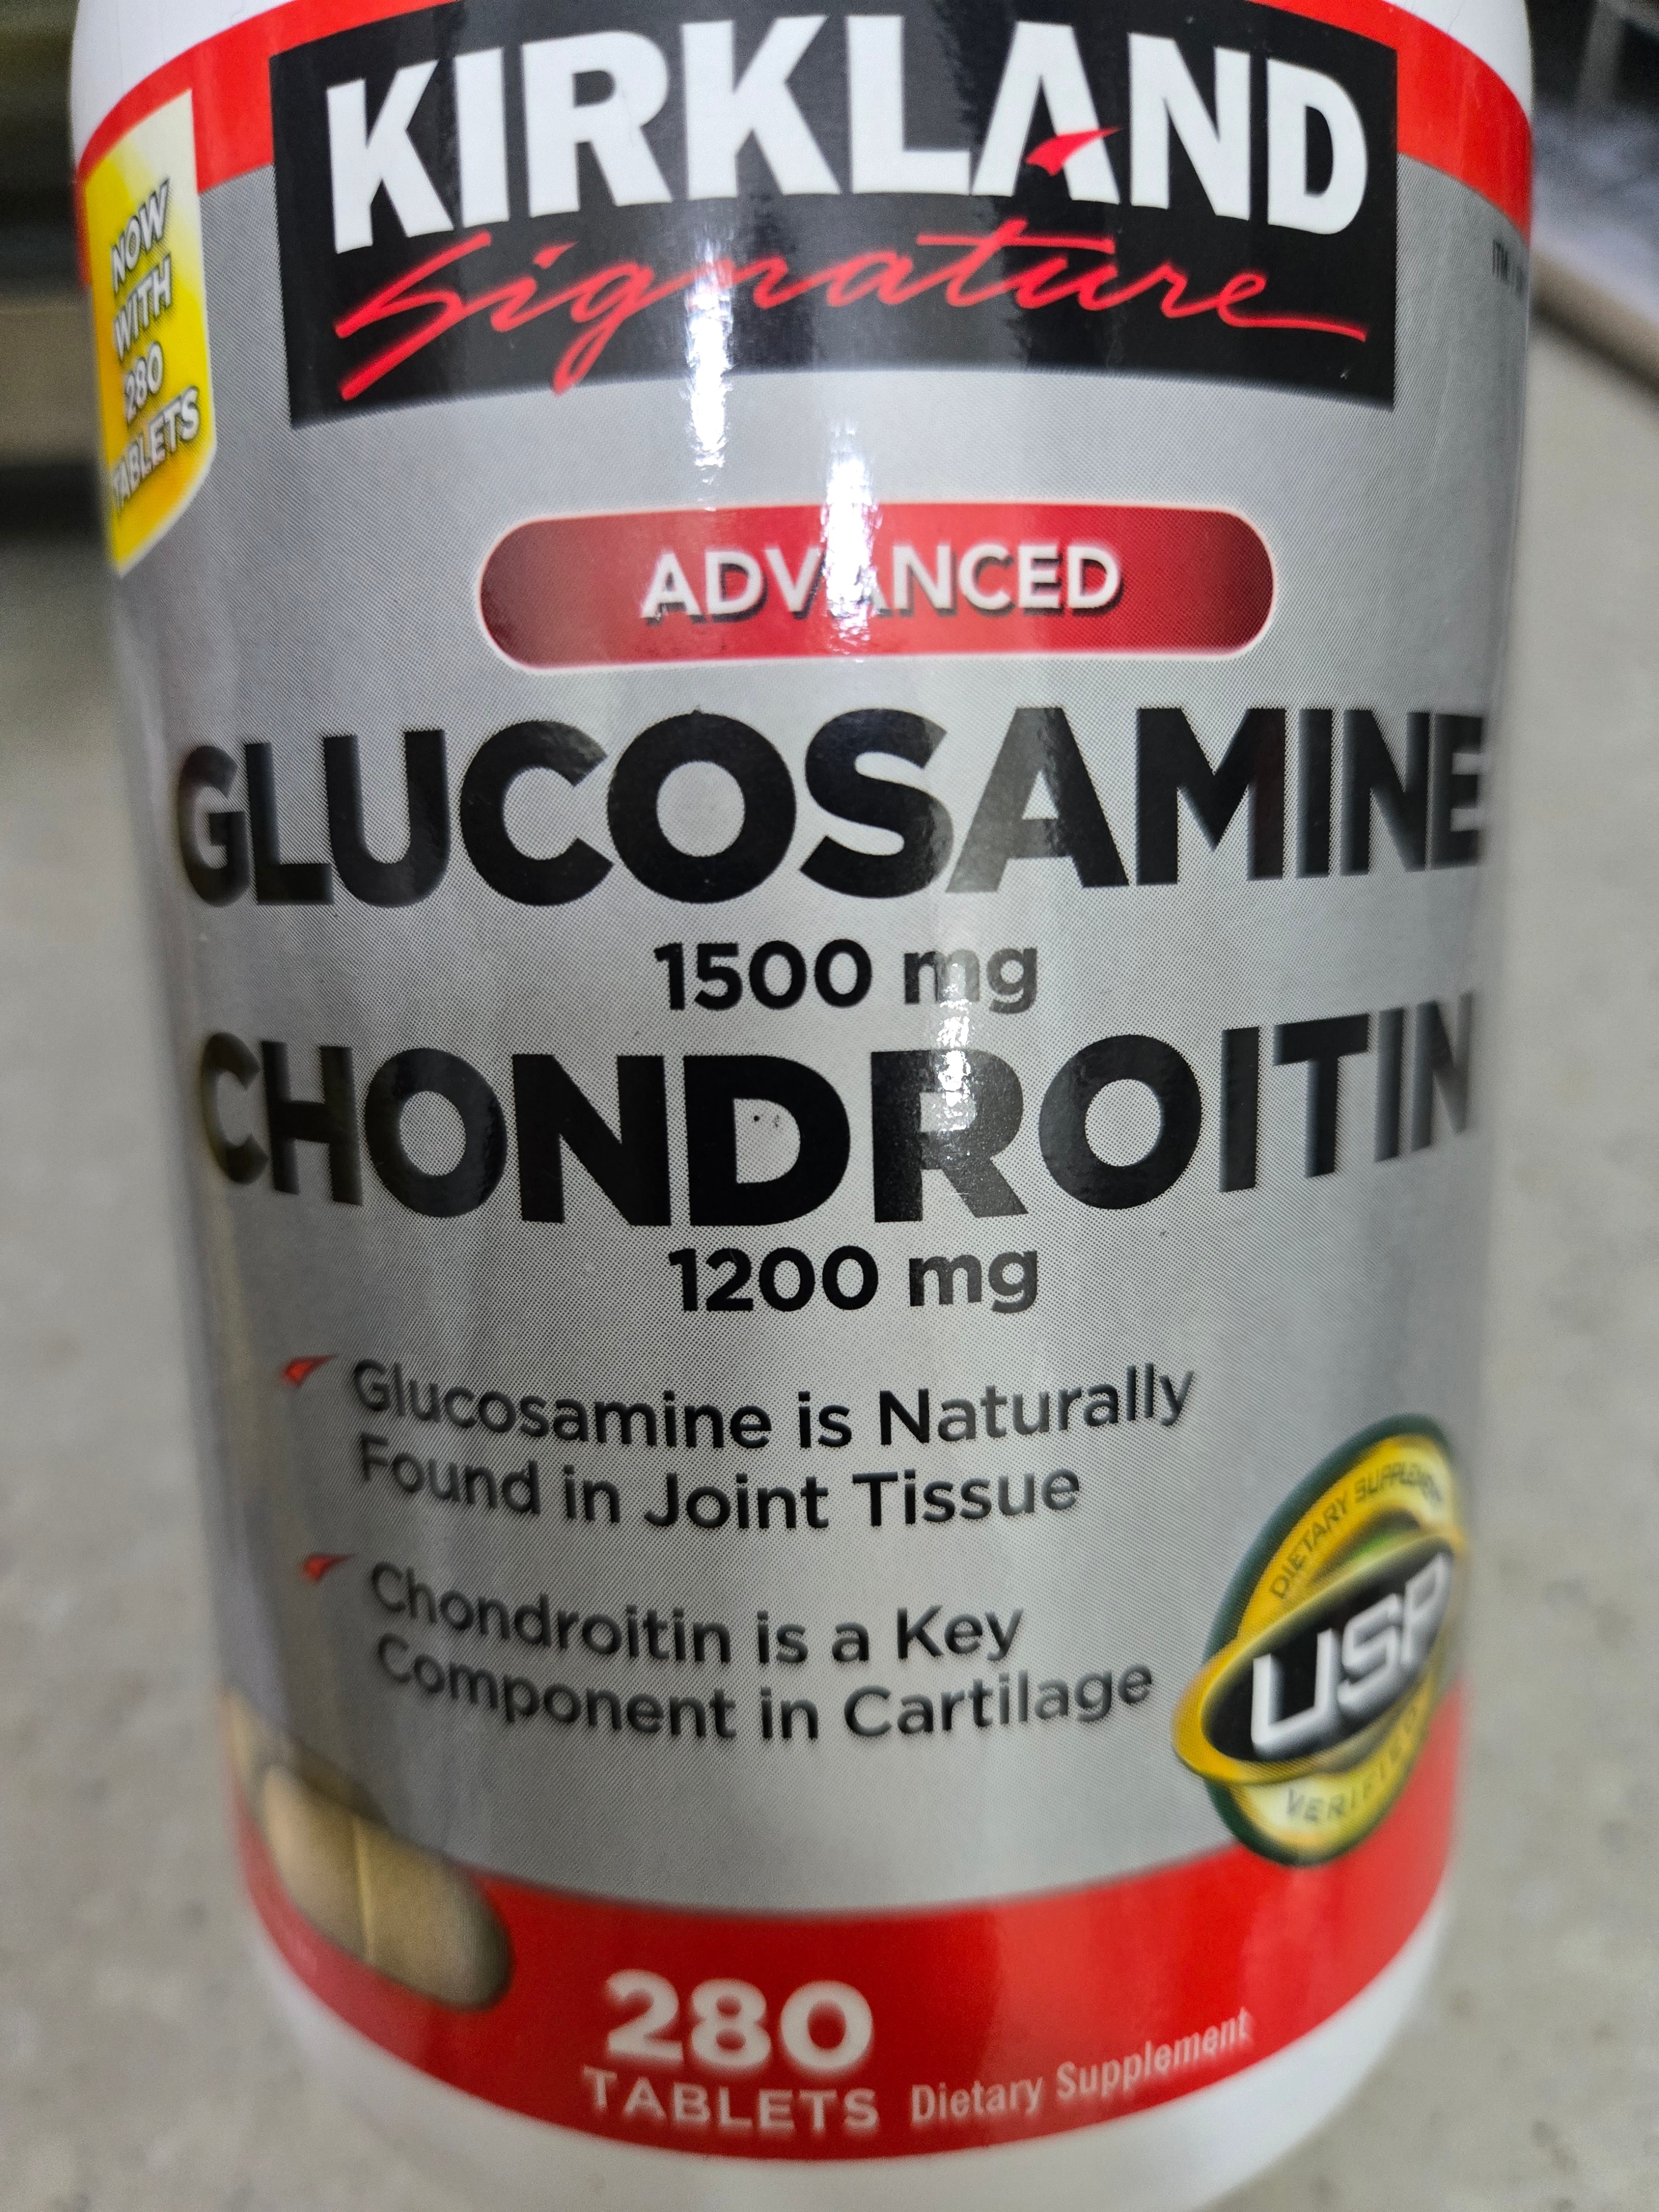 KIRKLAND
Signature
NOW
WITH
280
TABLETS
ADVANCED
GLUCOSAMINE
1500 mg
CHONDROITIN
1200 mg
Glucosamine is Naturally
Found in Joint Tissue
Chondroitin is a Key
Component in Cartilage
DIETARY SUPPLEMENT
USP
VERIFIED
280
TABLETS Dietary Supplement